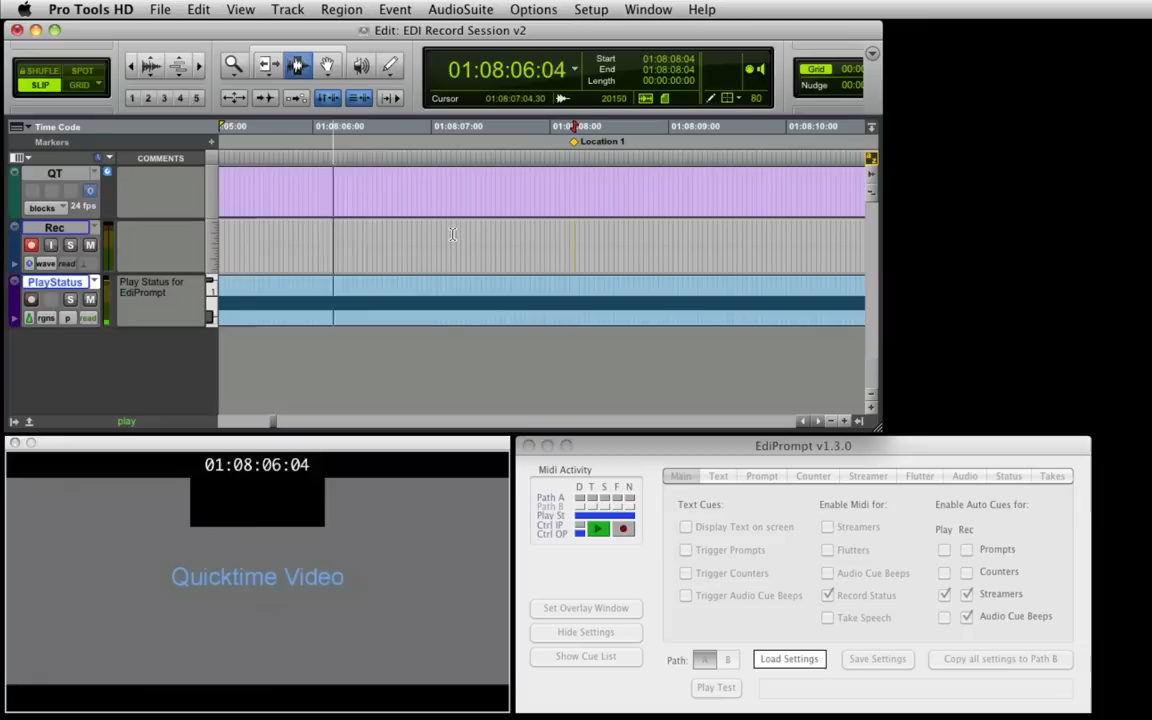 Pro Tools HD File Edit View Track Region Event AudioSuite Options Setup Window Help
Edit: EDI Record Session v2
SHUFFLE SPOT
SLIP GRID
1 2 3 4 5
01:08:06:04
Start 01:08:08:04
End 01:08:08:04
Length 00:00:00:00
Cursor 01:08:07:04.30 20150 80
Grid 00:0
Nudge 00:0
Time Code 05:00 01:08:06:00 01:08:07:00 01:08:08:00 01:08:09:00 01:08:10:00
Markers Location 1
COMMENTS
QT
blocks 24 fps
Rec
I S M
wave read
PlayStatus Play Status for
EdiPrompt
S M
rgns p read
play
01:08:06:04
Quicktime Video
EdiPrompt v1.3.0
Midi Activity
D T S F N
Path A
Path B
Play St
Ctrl IP
Ctrl OP
Set Overlay Window
Hide Settings
Show Cue List
Main Text Prompt Counter Streamer Flutter Audio Status Takes
Text Cues: Enable Midi for: Enable Auto Cues for:
Play Rec
Display Text on screen Streamers
Trigger Prompts Flutters Prompts
Trigger Counters Audio Cue Beeps Counters
Trigger Audio Cue Beeps Record Status Streamers
Take Speech Audio Cue Beeps
Path: A B Load Settings Save Settings Copy all settings to Path B
Play Test